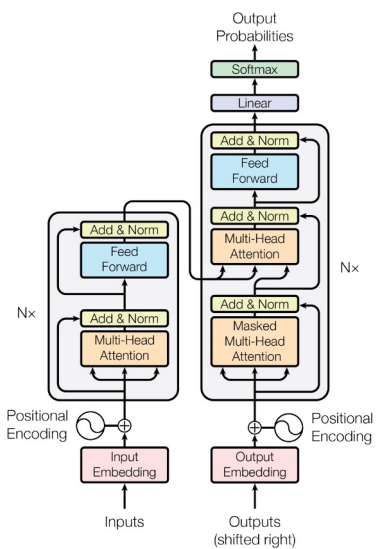 Output
Probabilities
Softmax
Linear
Add & Norm
Feed
Forward
Add & Norm
Multi-Head
Attention
Add & Norm
Masked
Multi-Head
Attention
N×
Add & Norm
Feed
Forward
Add & Norm
Multi-Head
Attention
N×
Positional
Encoding
Positional
Encoding
Input
Embedding
Output
Embedding
Inputs
Outputs
(shifted right)